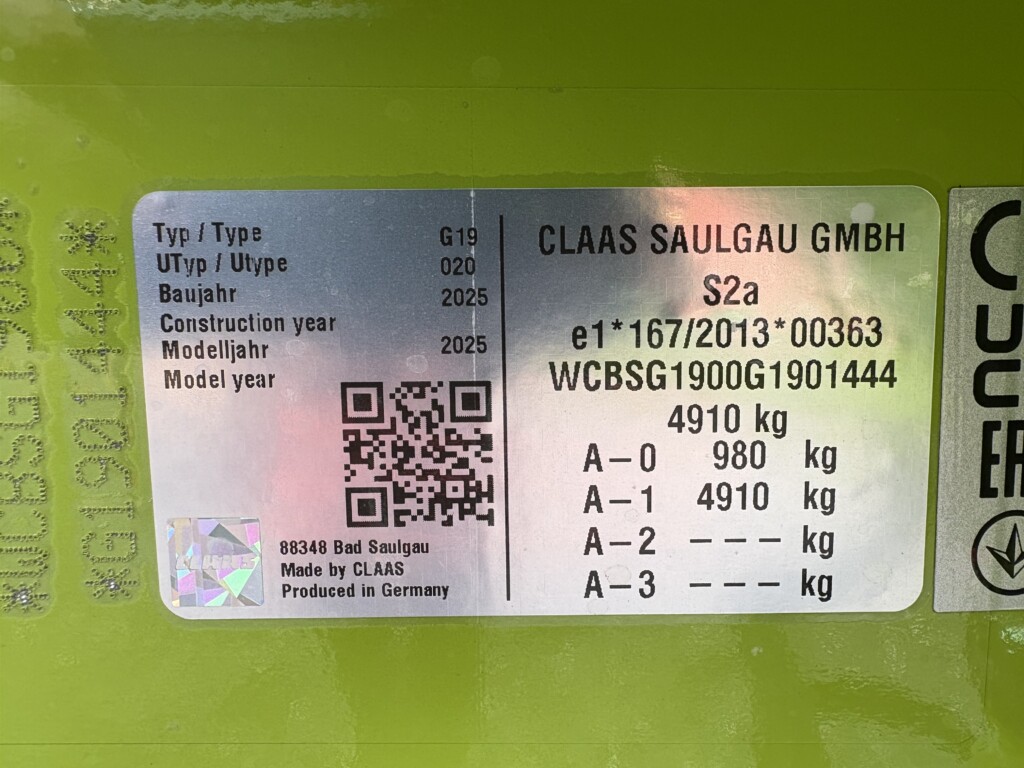 Typ / Type G19
UTyp / Utype 020
Baujahr 2025
Construction year
Modelljahr 2025
Model year
88348 Bad Saulgau
Made by CLAAS
Produced in Germany
CLAAS SAULGAU GMBH
S2a
e1*167/2013*00363
WCBSG1900G1901444
4910 kg
A-0 980 kg
A-1 4910 kg
A-2 --- kg
A-3 --- kg
*G1901444*